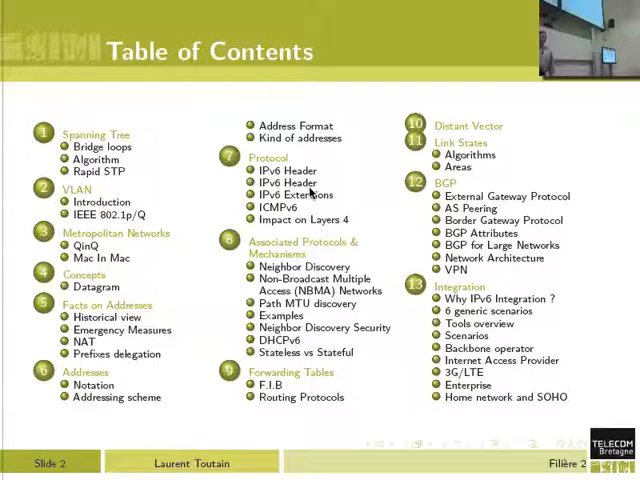 Table of Contents
1 Spanning Tree
Bridge loops
Algorithm
Rapid STP
2 VLAN
Introduction
IEEE 802.1p/Q
3 Metropolitan Networks
QinQ
Mac In Mac
4 Concepts
Datagram
5 Facts on Addresses
Historical view
Emergency Measures
NAT
Prefixes delegation
6 Addresses
Notation
Addressing scheme
Address Format
Kind of addresses
7 Protocol
IPv6 Header
IPv6 Header
IPv6 Extensions
ICMPv6
Impact on Layers 4
8 Associated Protocols &
Mechanisms
Neighbor Discovery
Non-Broadcast Multiple
Access (NBMA) Networks
Path MTU discovery
Examples
Neighbor Discovery Security
DHCPv6
Stateless vs Stateful
9 Forwarding Tables
F.I.B
Routing Protocols
10 Distant Vector
11 Link States
Algorithms
Areas
12 BGP
External Gateway Protocol
AS Peering
Border Gateway Protocol
BGP Attributes
BGP for Large Networks
Network Architecture
VPN
13 Integration
Why IPv6 Integration ?
6 generic scenarios
Tools overview
Scenarios
Backbone operator
Internet Access Provider
3G/LTE
Enterprise
Home network and SOHO
TELECOM
Bretagne
Slide 2
Laurent Toutain
Filière 2